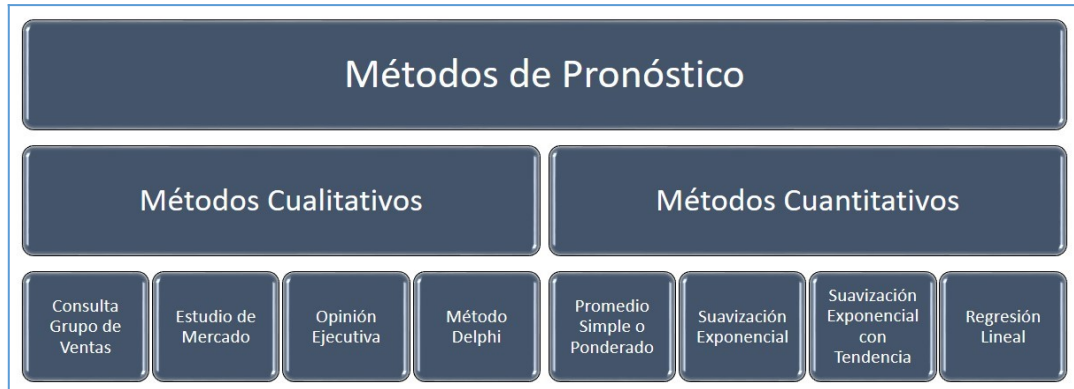 Métodos de Pronóstico
Métodos Cualitativos
Métodos Cuantitativos
Consulta
Grupo de
Ventas
Estudio de
Mercado
Opinión
Ejecutiva
Método
Delphi
Promedio
Simple o
Ponderado
Suavización
Exponencial
Suavización
Exponencial
con
Tendencia
Regresión
Lineal